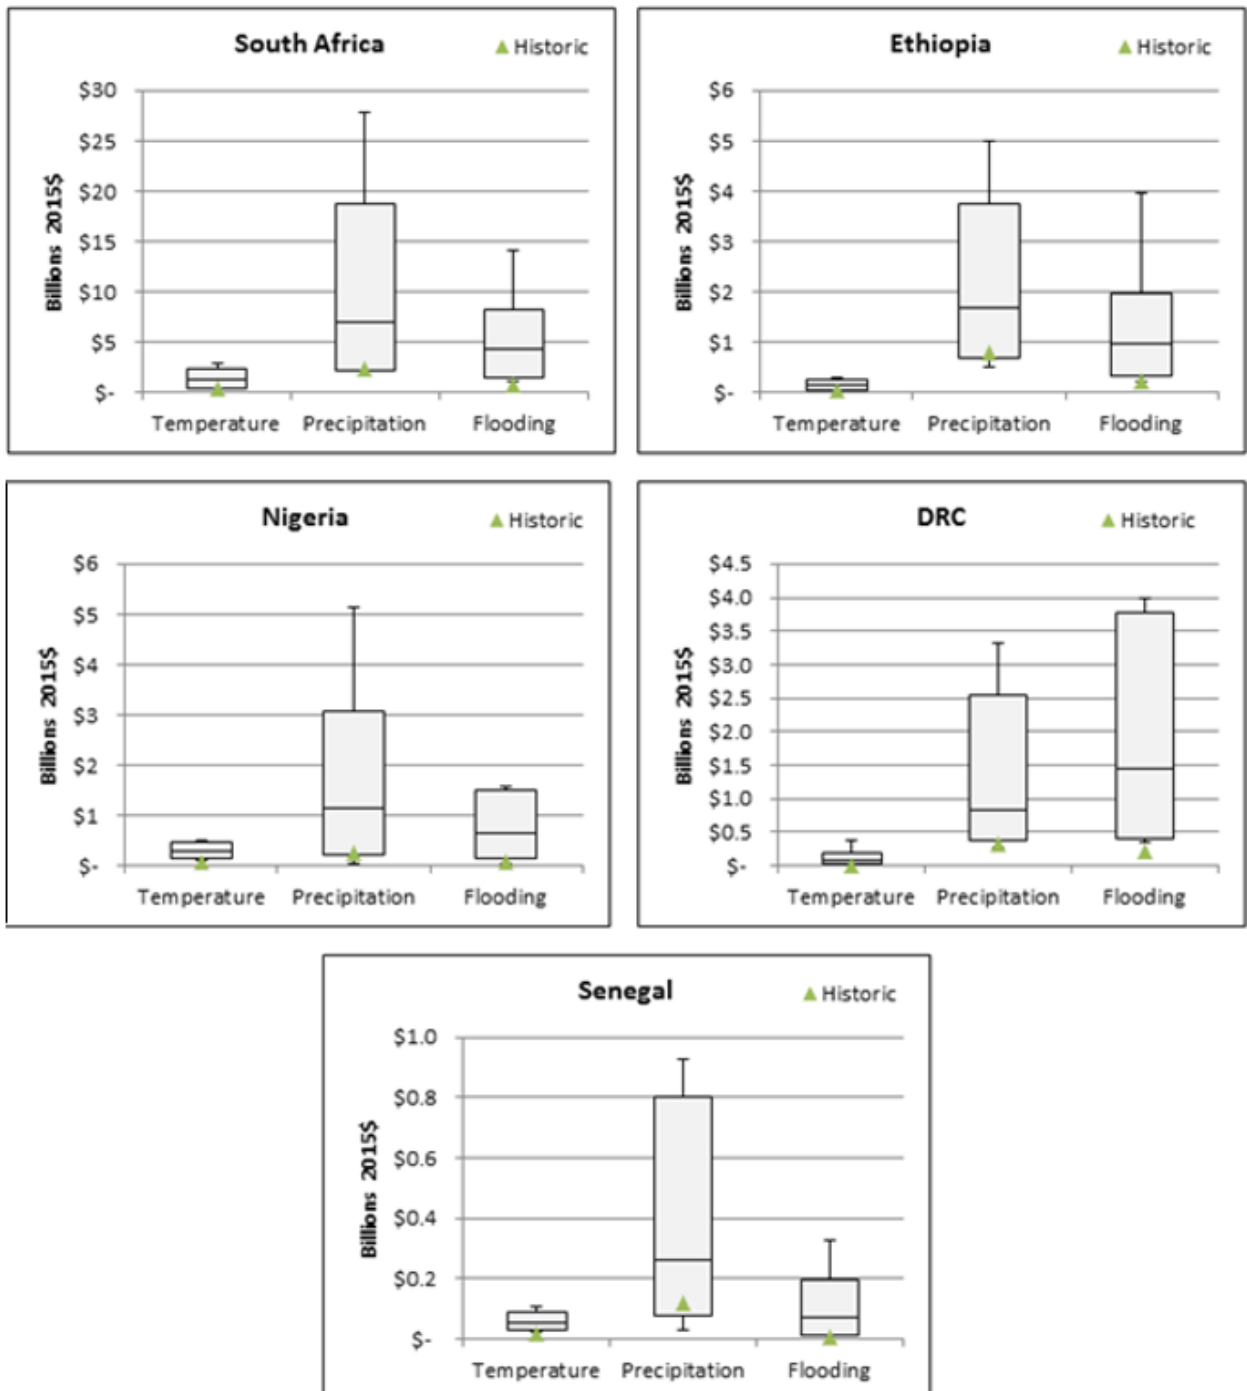 South Africa
Historic
$30
$25
$20
$15
$10
$5
$-
Billions 2015$
Temperature Precipitation Flooding
Ethiopia
Historic
$6
$5
$4
$3
$2
$1
$-
Billions 2015$
Temperature Precipitation Flooding
Nigeria
Historic
$6
$5
$4
$3
$2
$1
$-
Billions 2015$
Temperature Precipitation Flooding
DRC
Historic
$4.5
$4.0
$3.5
$3.0
$2.5
$2.0
$1.5
$1.0
$0.5
$-
Billions 2015$
Temperature Precipitation Flooding
Senegal
Historic
$1.0
$0.8
$0.6
$0.4
$0.2
$-
Billions 2015$
Temperature Precipitation Flooding